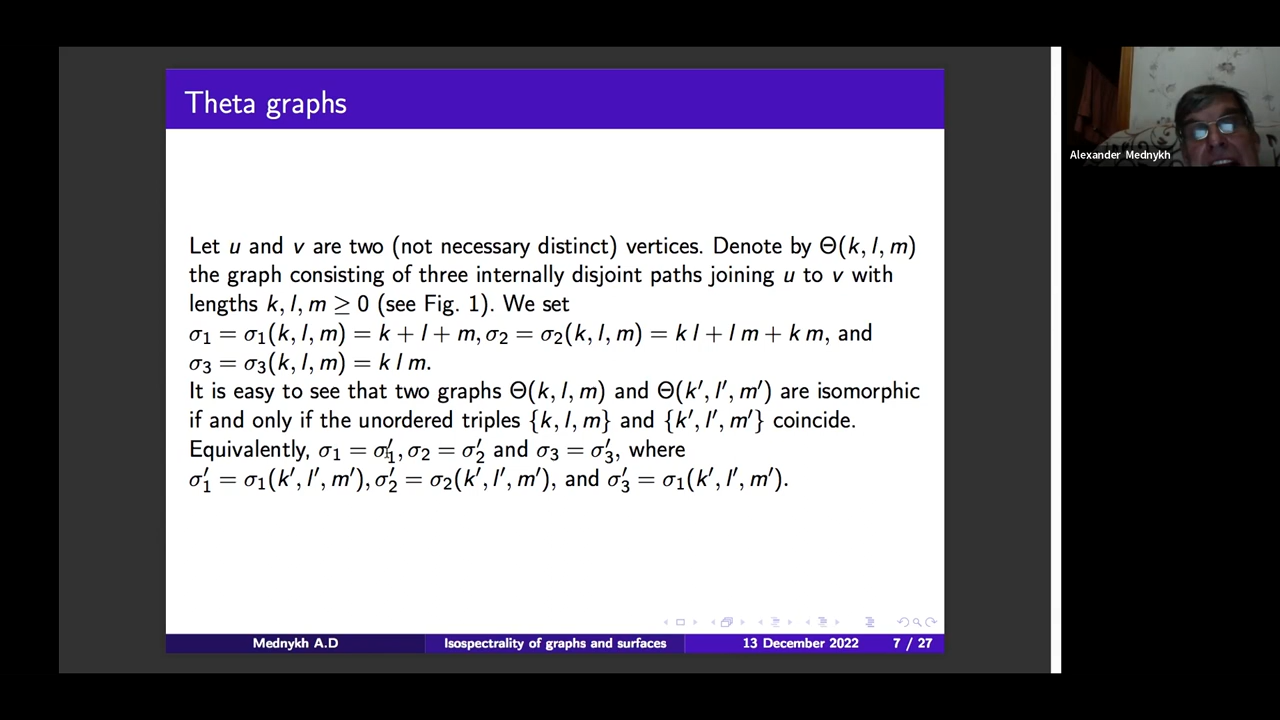 Theta graphs
Let u and v are two (not necessary distinct) vertices. Denote by Θ(k, l, m)
the graph consisting of three internally disjoint paths joining u to v with
lengths k, l, m ≥ 0 (see Fig. 1). We set
σ₁ = σ₁(k, l, m) = k + l + m, σ₂ = σ₂(k, l, m) = k l + l m + k m, and
σ₃ = σ₃(k, l, m) = k l m.
It is easy to see that two graphs Θ(k, l, m) and Θ(k′, l′, m′) are isomorphic
if and only if the unordered triples {k, l, m} and {k′, l′, m′} coincide.
Equivalently, σ₁ = σ′₁, σ₂ = σ′₂ and σ₃ = σ′₃, where
σ′₁ = σ₁(k′, l′, m′), σ′₂ = σ₂(k′, l′, m′), and σ′₃ = σ₁(k′, l′, m′).
Mednykh A.D
Isospectrality of graphs and surfaces
13 December 2022
7 / 27
Alexander Mednykh